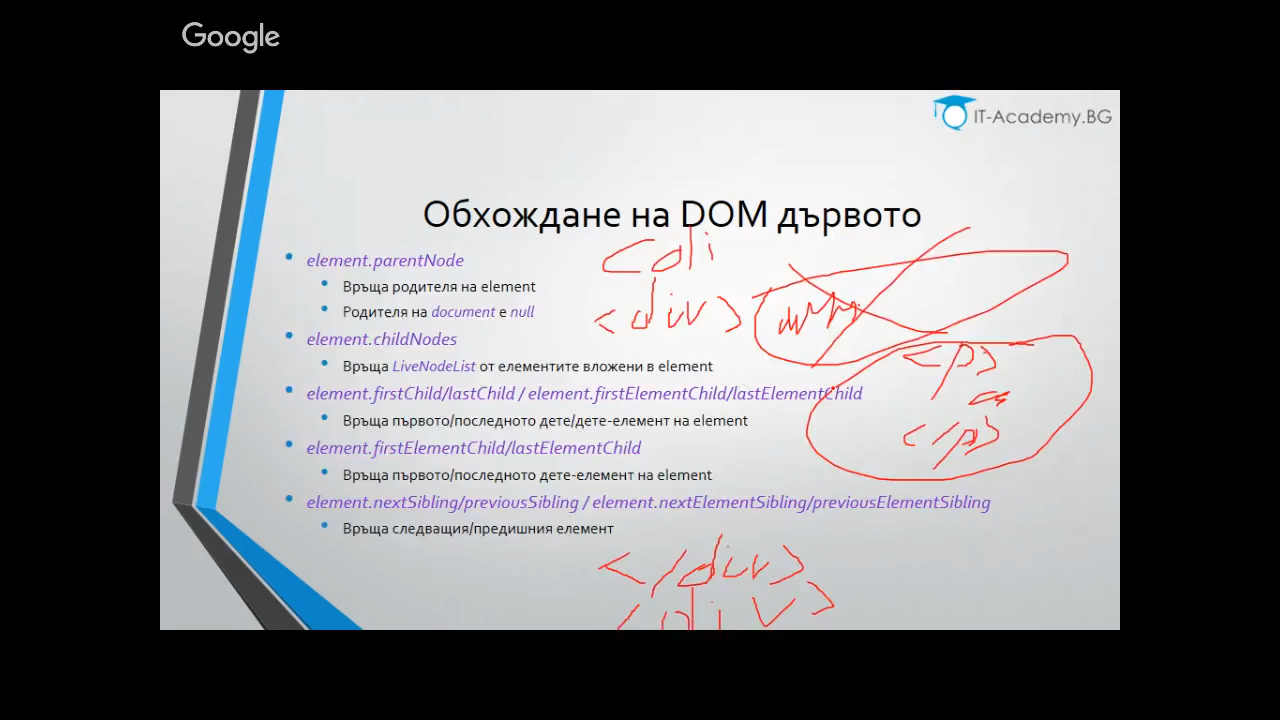 Google
IT-Academy.BG
Обхождане на DOM дървото
element.parentNode
Връща родителя на element
Родителя на document е null
element.childNodes
Връща LiveNodeList от елементите вложени в element
element.firstChild/lastChild / element.firstElementChild/lastElementChild
Връща първото/последното дете/дете-елемент на element
element.firstElementChild/lastElementChild
Връща първото/последното дете-елемент на element
element.nextSibling/previousSibling / element.nextElementSibling/previousElementSibling
Връща следващия/предишния елемент
<div>
<p>
</p>
</div>